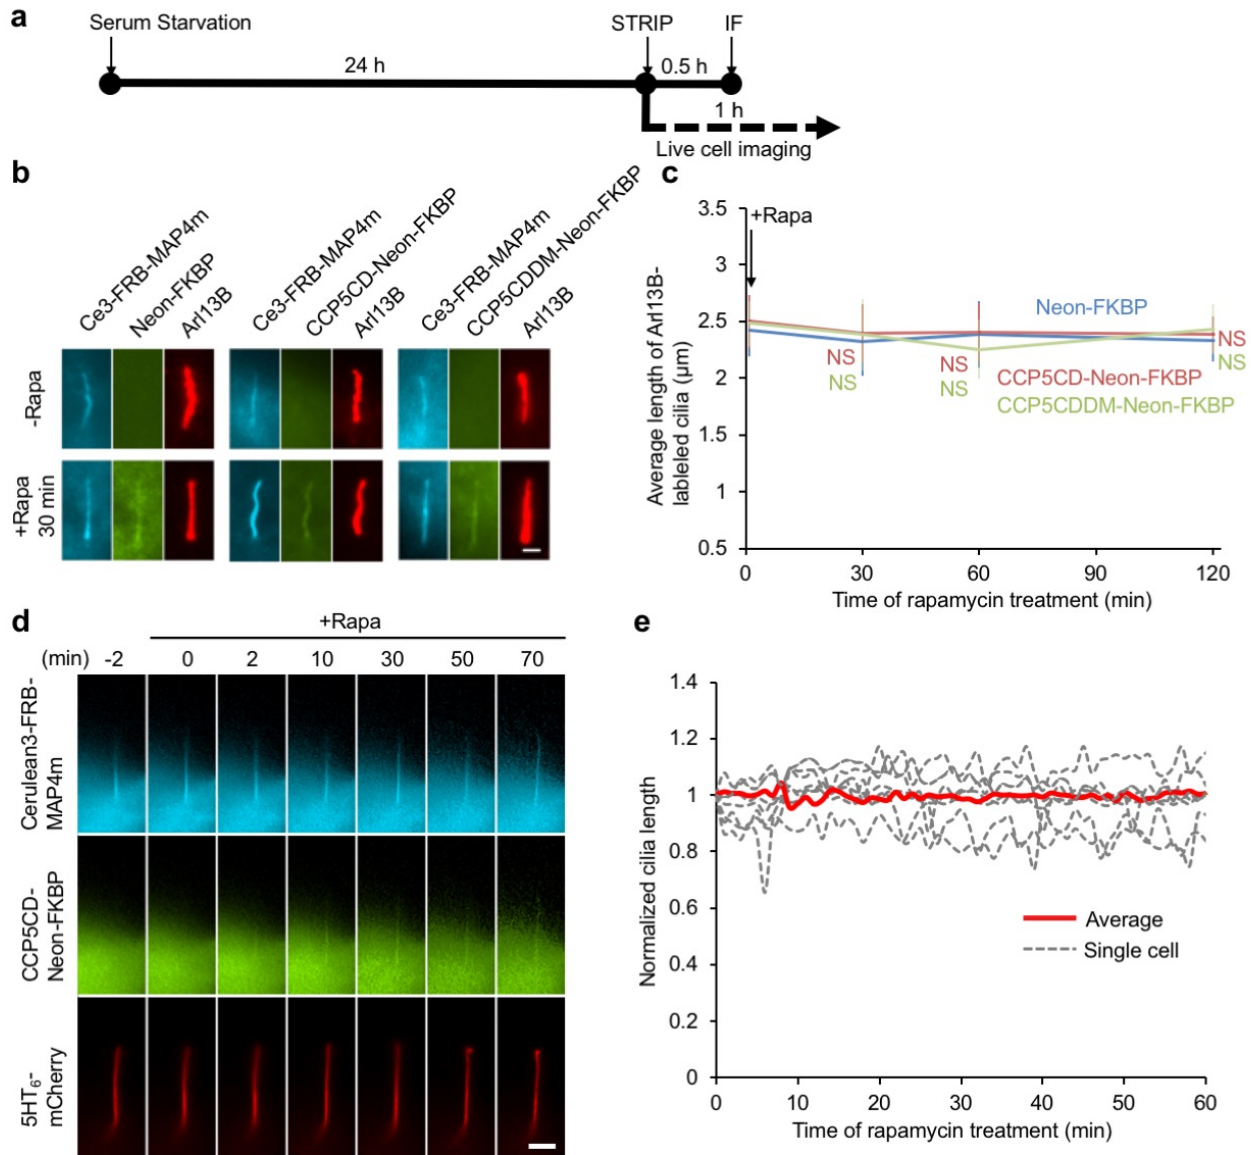 a
Serum Starvation
STRIP
IF
24 h
0.5 h
1 h
Live cell imaging
b
Ce3-FRB-MAP4m
Neon-FKBP
Arl13B
Ce3-FRB-MAP4m
CCP5CD-Neon-FKBP
Arl13B
Ce3-FRB-MAP4m
CCP5CDDM-Neon-FKBP
Arl13B
-Rapa
+Rapa
30 min
c
3.5
3
2.5
2
1.5
1
0.5
+Rapa
Neon-FKBP
NS
NS
NS
NS
NS
NS
CCP5CD-Neon-FKBP
CCP5CDDM-Neon-FKBP
Average length of Arl13B-
labeled cilia (μm)
0
30
60
90
120
Time of rapamycin treatment (min)
d
+Rapa
(min)
-2
0
2
10
30
50
70
Cerulean3-FRB-
MAP4m
CCP5CD-
Neon-FKBP
5HT6-
mCherry
e
1.4
1.2
1
0.8
0.6
0.4
0.2
0
Normalized cilia length
Average
Single cell
0
10
20
30
40
50
60
Time of rapamycin treatment (min)